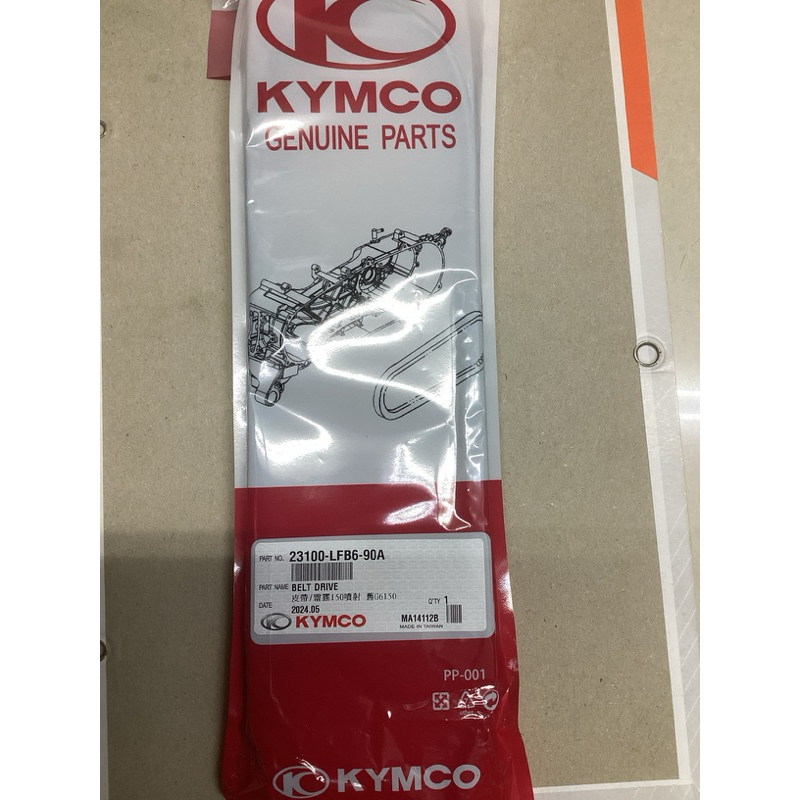 KYMCO
GENUINE PARTS
PART NO. 23100-LFB6-90A
PART NAME BELT DRIVE
皮帶/雷霆150噴射 舊G6150
DATE 2024.05
Q'TY 1
KYMCO
MA14112B
MADE IN TAIWAN
PP-001
other
KYMCO